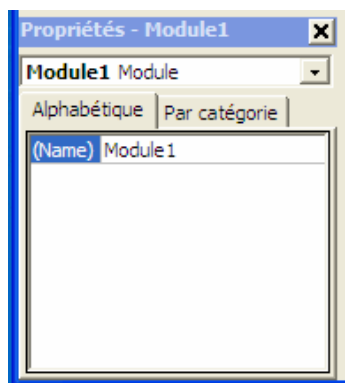 Propriétés - Module1
Module1 Module
Alphabétique Par catégorie
(Name) Module1